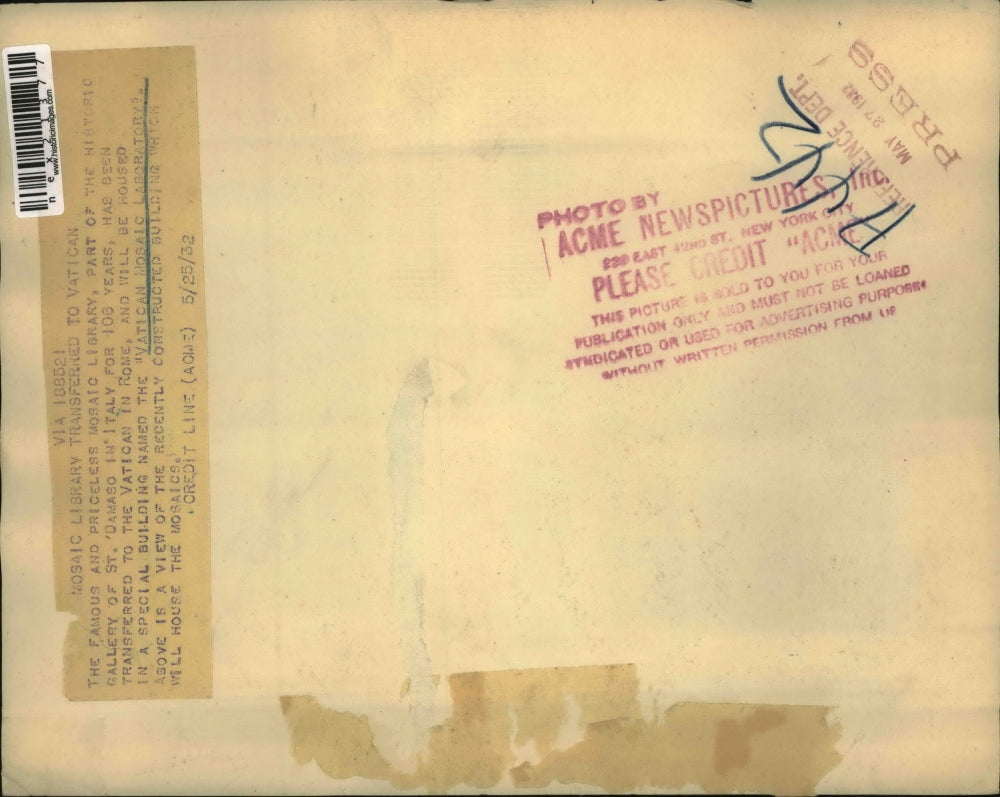 VIA 188521
MOSAIC LIBRARY TRANSFERRED TO VATICAN
THE FAMOUS AND PRICELESS MOSAIC LIBRARY, PART OF THE HISTORIC
GALLERY OF ST. 'DAMASO IN' ITALY FOR 106 YEARS, HAS BEEN
TRANSFERRED TO THE VATICAN IN ROME, AND WILL BE HOUSED
IN A SPECIAL BUILDING NAMED THE "VATICAN MOSAIC LABORATORY".
ABOVE IS A VIEW OF THE RECENTLY CONSTRUCTED BUILDING WHICH
WILL HOUSE THE MOSAICS.
CREDIT LINE (ACME) 5/25/32
www.historicimages.com
PHOTO BY
ACME NEWSPICTURES, Inc.
220 EAST 42ND ST. NEW YORK CITY
PLEASE CREDIT "ACME
THIS PICTURE IS SOLD TO YOU FOR YOUR
PUBLICATION ONLY AND MUST NOT BE LOANED
SYNDICATED OR USED FOR ADVERTISING PURPOSES
WITHOUT WRITTEN PERMISSION FROM US
REFERENCE DEPT.
MAY 27 1932
PRESS